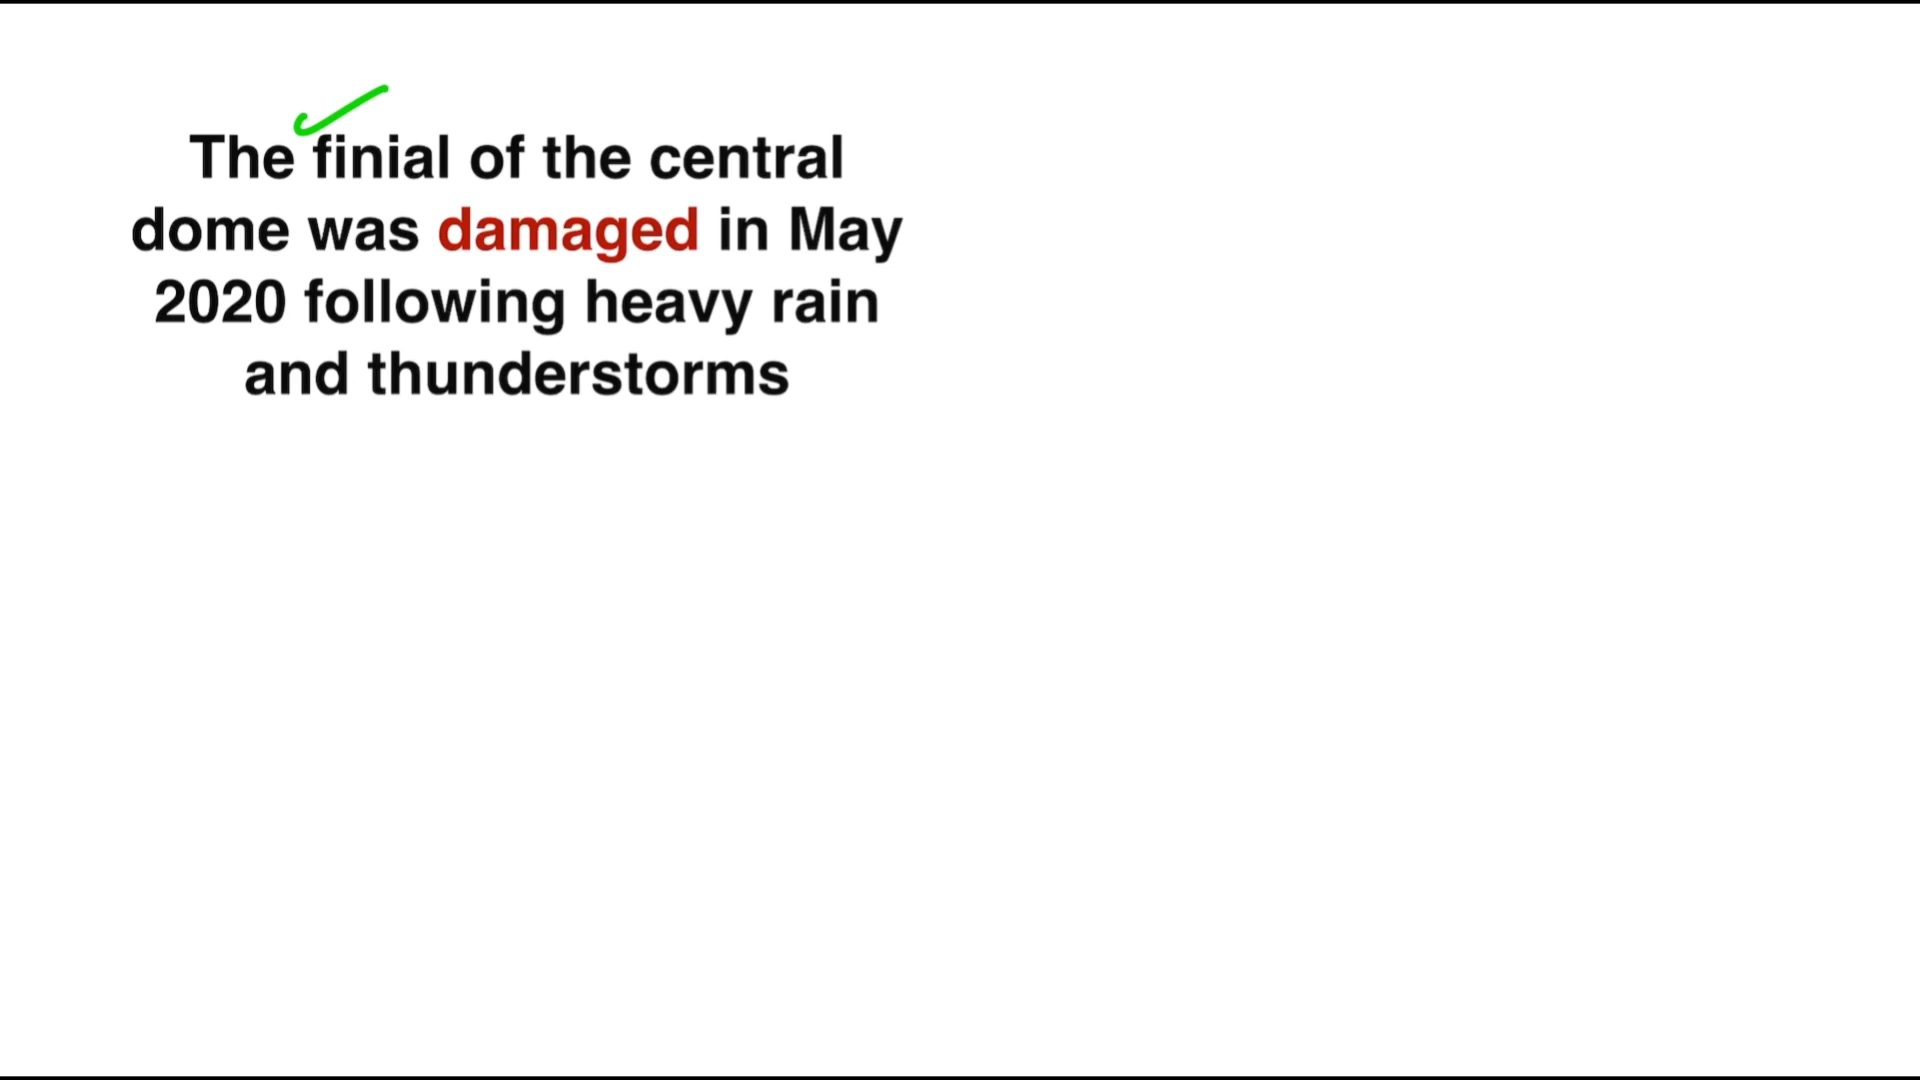 The finial of the central
dome was damaged in May
2020 following heavy rain
and thunderstorms